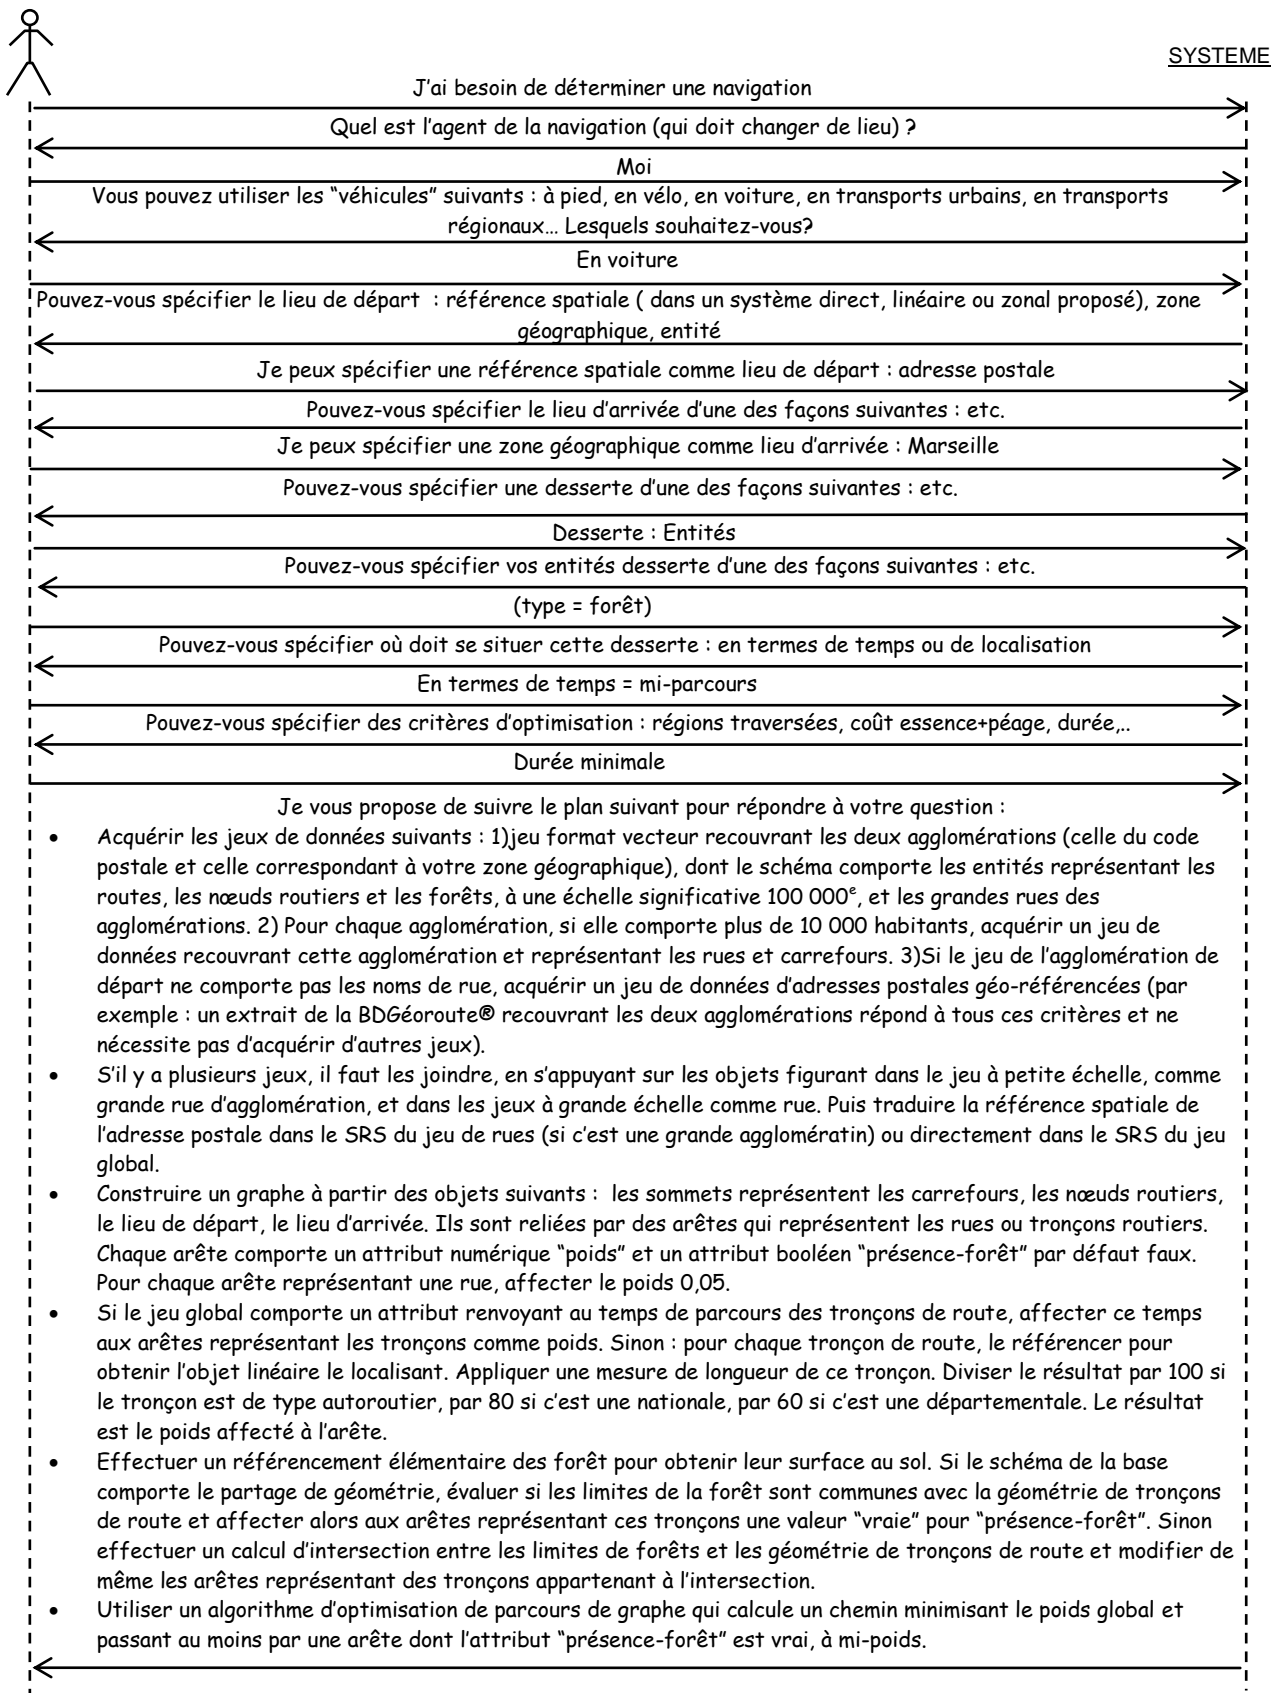 SYSTEME
J'ai besoin de déterminer une navigation
Quel est l'agent de la navigation (qui doit changer de lieu) ?
Moi
Vous pouvez utiliser les "véhicules" suivants : à pied, en vélo, en voiture, en transports urbains, en transports
régionaux... Lesquels souhaitez-vous?
En voiture
Pouvez-vous spécifier le lieu de départ : référence spatiale ( dans un système direct, linéaire ou zonal proposé), zone
géographique, entité
Je peux spécifier une référence spatiale comme lieu de départ : adresse postale
Pouvez-vous spécifier le lieu d'arrivée d'une des façons suivantes : etc.
Je peux spécifier une zone géographique comme lieu d'arrivée : Marseille
Pouvez-vous spécifier une desserte d'une des façons suivantes : etc.
Desserte : Entités
Pouvez-vous spécifier vos entités desserte d'une des façons suivantes : etc.
(type = forêt)
Pouvez-vous spécifier où doit se situer cette desserte : en termes de temps ou de localisation
En termes de temps = mi-parcours
Pouvez-vous spécifier des critères d'optimisation : régions traversées, coût essence+péage, durée,..
Durée minimale
Je vous propose de suivre le plan suivant pour répondre à votre question :
• Acquérir les jeux de données suivants : 1)jeu format vecteur recouvrant les deux agglomérations (celle du code
postale et celle correspondant à votre zone géographique), dont le schéma comporte les entités représentant les
routes, les nœuds routiers et les forêts, à une échelle significative 100 000e, et les grandes rues des
agglomérations. 2) Pour chaque agglomération, si elle comporte plus de 10 000 habitants, acquérir un jeu de
données recouvrant cette agglomération et représentant les rues et carrefours. 3)Si le jeu de l'agglomération de
départ ne comporte pas les noms de rue, acquérir un jeu de données d'adresses postales géo-référencées (par
exemple : un extrait de la BDGéoroute® recouvrant les deux agglomérations répond à tous ces critères et ne
nécessite pas d'acquérir d'autres jeux).
• S'il y a plusieurs jeux, il faut les joindre, en s'appuyant sur les objets figurant dans le jeu à petite échelle, comme
grande rue d'agglomération, et dans les jeux à grande échelle comme rue. Puis traduire la référence spatiale de
l'adresse postale dans le SRS du jeu de rues (si c'est une grande agglomératin) ou directement dans le SRS du jeu
global.
• Construire un graphe à partir des objets suivants : les sommets représentent les carrefours, les nœuds routiers,
le lieu de départ, le lieu d'arrivée. Ils sont reliées par des arêtes qui représentent les rues ou tronçons routiers.
Chaque arête comporte un attribut numérique "poids" et un attribut booléen "présence-forêt" par défaut faux.
Pour chaque arête représentant une rue, affecter le poids 0,05.
• Si le jeu global comporte un attribut renvoyant au temps de parcours des tronçons de route, affecter ce temps
aux arêtes représentant les tronçons comme poids. Sinon : pour chaque tronçon de route, le référencer pour
obtenir l'objet linéaire le localisant. Appliquer une mesure de longueur de ce tronçon. Diviser le résultat par 100 si
le tronçon est de type autoroutier, par 80 si c'est une nationale, par 60 si c'est une départementale. Le résultat
est le poids affecté à l'arête.
• Effectuer un référencement élémentaire des forêt pour obtenir leur surface au sol. Si le schéma de la base
comporte le partage de géométrie, évaluer si les limites de la forêt sont communes avec la géométrie de tronçons
de route et affecter alors aux arêtes représentant ces tronçons une valeur "vraie" pour "présence-forêt". Sinon
effectuer un calcul d'intersection entre les limites de forêts et les géométrie de tronçons de route et modifier de
même les arêtes représentant des tronçons appartenant à l'intersection.
• Utiliser un algorithme d'optimisation de parcours de graphe qui calcule un chemin minimisant le poids global et
passant au moins par une arête dont l'attribut "présence-forêt" est vrai, à mi-poids.